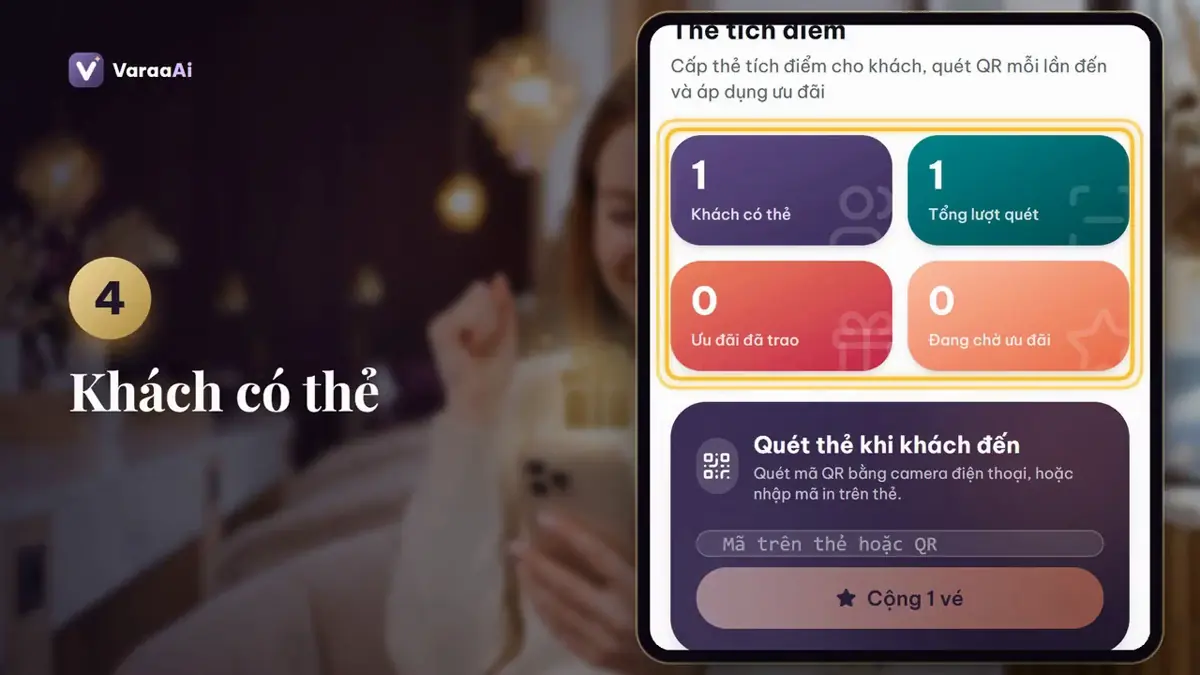 VaraaAi
4
Khách có thẻ
Thẻ tích điểm
Cấp thẻ tích điểm cho khách, quét QR mỗi lần đến
và áp dụng ưu đãi
1
Khách có thẻ
1
Tổng lượt quét
0
Ưu đãi đã trao
0
Đang chờ ưu đãi
Quét thẻ khi khách đến
Quét mã QR bằng camera điện thoại, hoặc
nhập mã in trên thẻ.
Mã trên thẻ hoặc QR
Cộng 1 vé